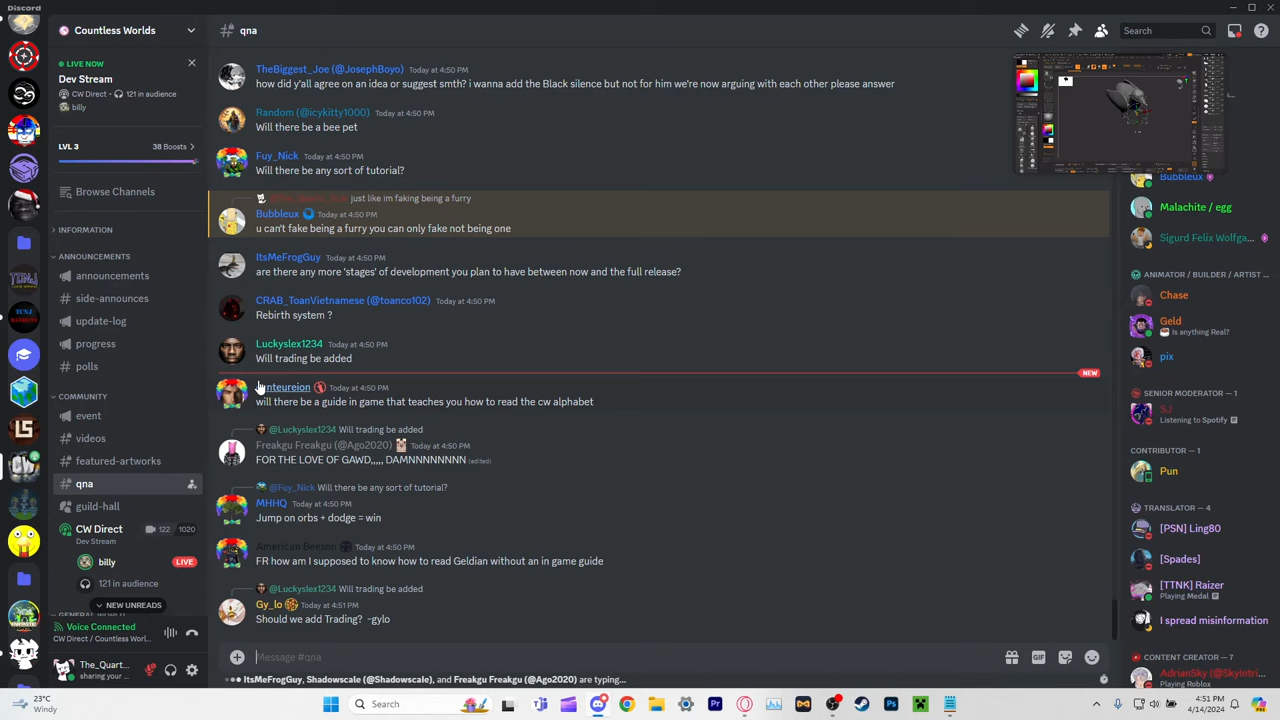 Discord
Countless Worlds
qna
Search
LIVE NOW
Dev Stream
CW Direct • 121 in audience
billy
LVL 3
38 Boosts
Browse Channels
INFORMATION
ANNOUNCEMENTS
announcements
side-announces
update-log
progress
polls
COMMUNITY
event
videos
featured-artworks
qna
guild-hall
CW Direct
122
1020
Dev Stream
billy
LIVE
121 in audience
NEW UNREADS
Voice Connected
CW Direct / Countless Worl...
The_Quart...
sharing your ...
TheBiggest_Joe (@JosephBoyo) Today at 4:50 PM
how did y'all agree on an idea or suggest smth? i wanna add the Black silence but not for him we're now arguing with each other please answer
Random (@icykitty1000) Today at 4:50 PM
Will there be a bee pet
Fuy_Nick Today at 4:50 PM
Will there be any sort of tutorial?
just like im faking being a furry
Bubbleux Today at 4:50 PM
u can't fake being a furry you can only fake not being one
ItsMeFrogGuy Today at 4:50 PM
are there any more 'stages' of development you plan to have between now and the full release?
CRAB_ToanVietnamese (@toanco102) Today at 4:50 PM
Rebirth system ?
Luckyslex1234 Today at 4:50 PM
Will trading be added
NEW
nteureion Today at 4:50 PM
will there be a guide in game that teaches you how to read the cw alphabet
@Luckyslex1234 Will trading be added
Freakgu Freakgu (@Ago2020) Today at 4:50 PM
FOR THE LOVE OF GAWD,,,,, DAMNNNNNNNN (edited)
@Fuy_Nick Will there be any sort of tutorial?
MHHQ Today at 4:50 PM
Jump on orbs + dodge = win
American Beeson Today at 4:50 PM
FR how am I supposed to know how to read Geldian without an in game guide
@Luckyslex1234 Will trading be added
Gy_lo Today at 4:51 PM
Should we add Trading? -gylo
Message #qna
GIF
ItsMeFrogGuy, Shadowscale (@Shadowscale), and Freakgu Freakgu (@Ago2020) are typing...
Bubbleux
Malachite / egg
Sigurd Felix Wolfga...
ANIMATOR / BUILDER / ARTIST ...
Chase
Geld
Is anything Real?
pix
SENIOR MODERATOR — 1
SJ
Listening to Spotify
CONTRIBUTOR — 1
Pun
TRANSLATOR — 4
[PSN] Ling80
[Spades]
[TTNK] Raizer
Playing Medal
I spread misinformation
CONTENT CREATOR — 7
AdrianSky (@SkyIntri...
Playing Roblox
23°C
Windy
Search
4:51 PM
4/14/2024